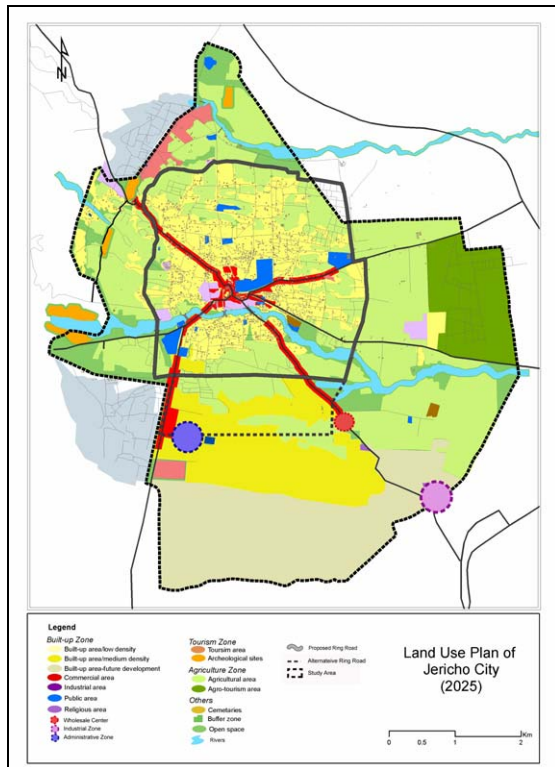 N
Legend
Built-up Zone
Built-up area/low density
Built-up area/medium density
Built-up area-future development
Commercial area
Industrial area
Public area
Religious area
Wholesale Center
Industrial Zone
Administrative Zone
Tourism Zone
Toursim area
Archeological sites
Agriculture Zone
Agricultural area
Agro-tourism area
Others
Cemetaries
Buffer zone
Open space
Rivers
Proposed Ring Road
Alternateive Ring Road
Study Area
Land Use Plan of
Jericho City
(2025)
Km
0 0.5 1 2